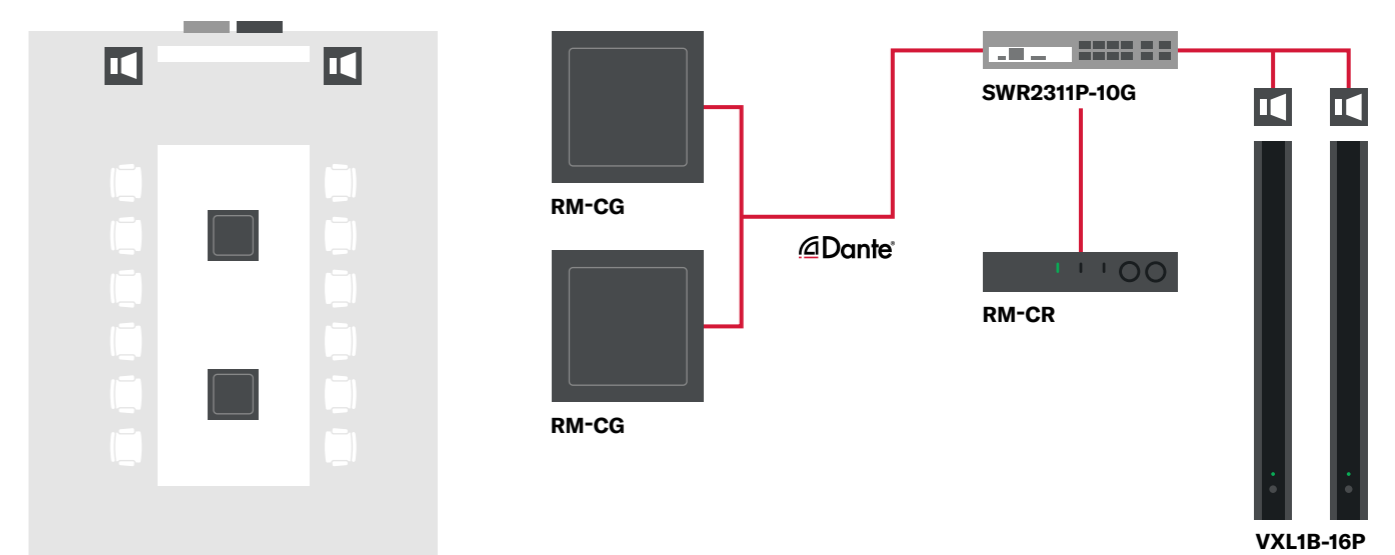 SWR2311P-10G
RM-CG
Dante®
RM-CR
RM-CG
VXL1B-16P